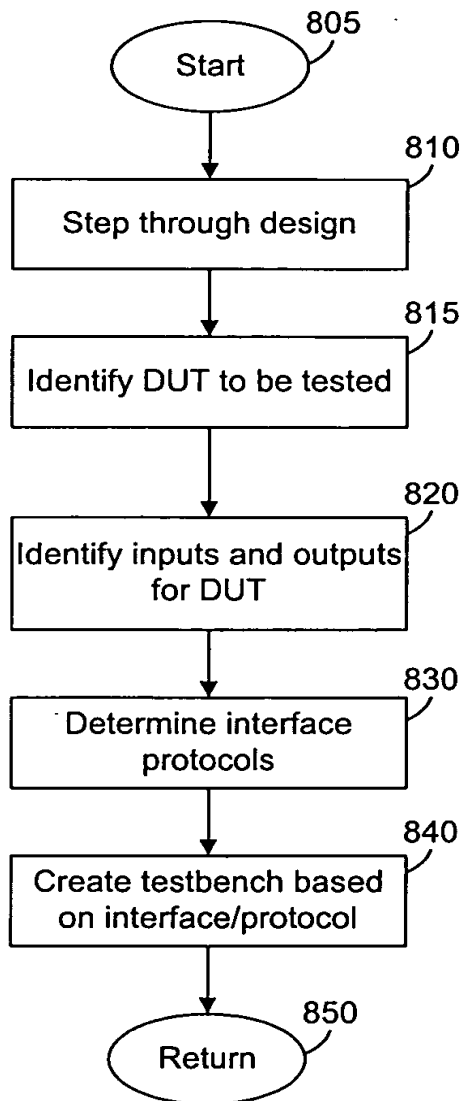 805
Start
810
Step through design
815
Identify DUT to be tested
820
Identify inputs and outputs
for DUT
830
Determine interface
protocols
840
Create testbench based
on interface/protocol
850
Return